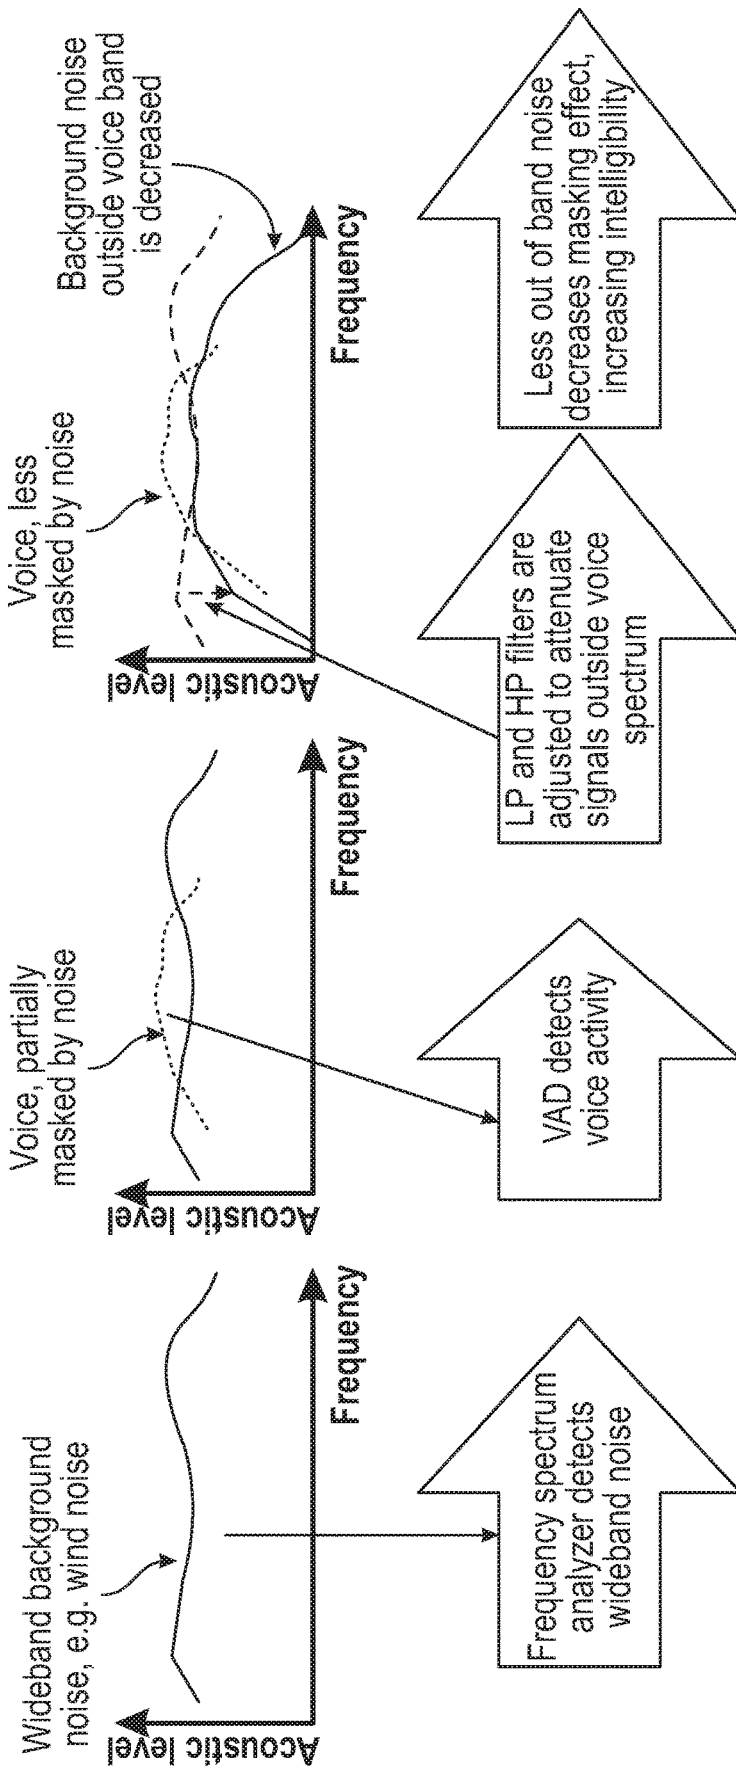 Wideband background
noise, e.g. wind noise
Acoustic level
Frequency
Frequency spectrum
analyzer detects
wideband noise
Voice, partially
masked by noise
Acoustic level
Frequency
VAD detects
voice activity
Voice, less
masked by noise
Background noise
outside voice band
is decreased
Acoustic level
Frequency
LP and HP filters are
adjusted to attenuate
signals outside voice
spectrum
Less out of band noise
decreases masking effect,
increasing intelligibility